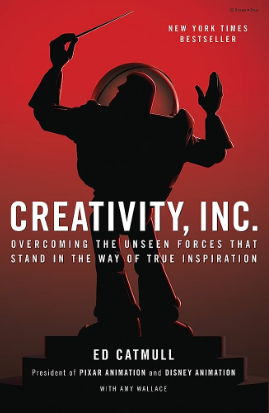 NEW YORK TIMES
BESTSELLER
CREATIVITY, INC.
OVERCOMING THE UNSEEN FORCES THAT
STAND IN THE WAY OF TRUE INSPIRATION
ED CATMULL
President of PIXAR ANIMATION and DISNEY ANIMATION
WITH AMY WALLACE